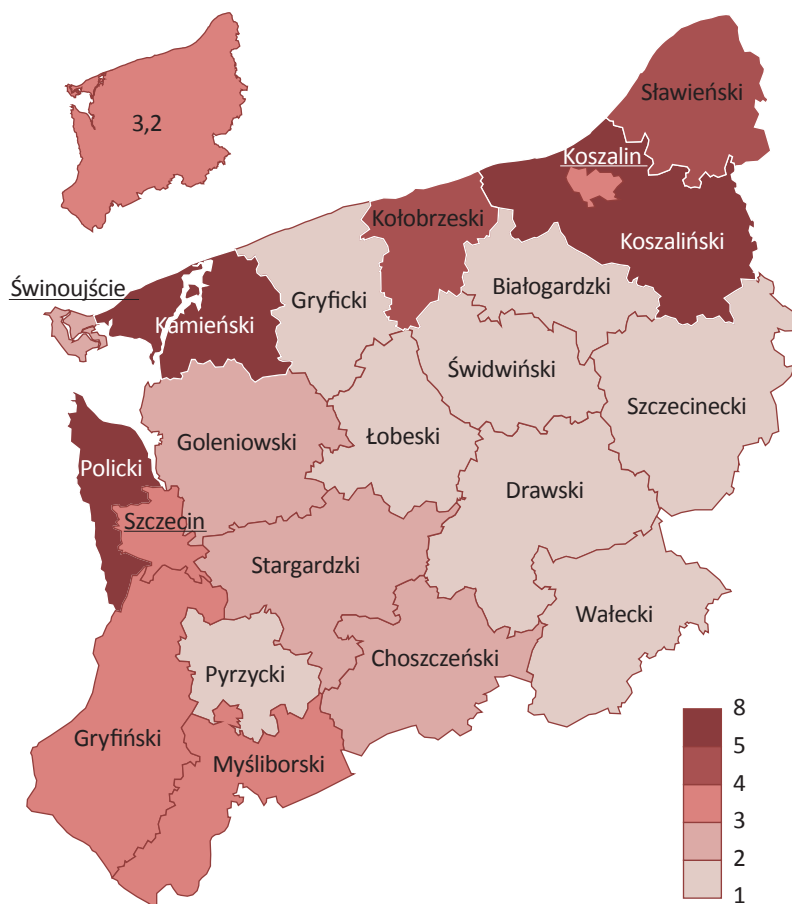 3,2
Sławieński
Koszalin
Kołobrzeski
Koszaliński
Świnoujście
Białogardzki
Gryficki
Kamieński
Świdwiński
Szczecinecki
Goleniowski
Łobeski
Policki
Drawski
Szczecin
Stargardzki
Wałecki
Choszczeński
Pyrzycki
Gryfiński
Myśliborski
8
5
4
3
2
1